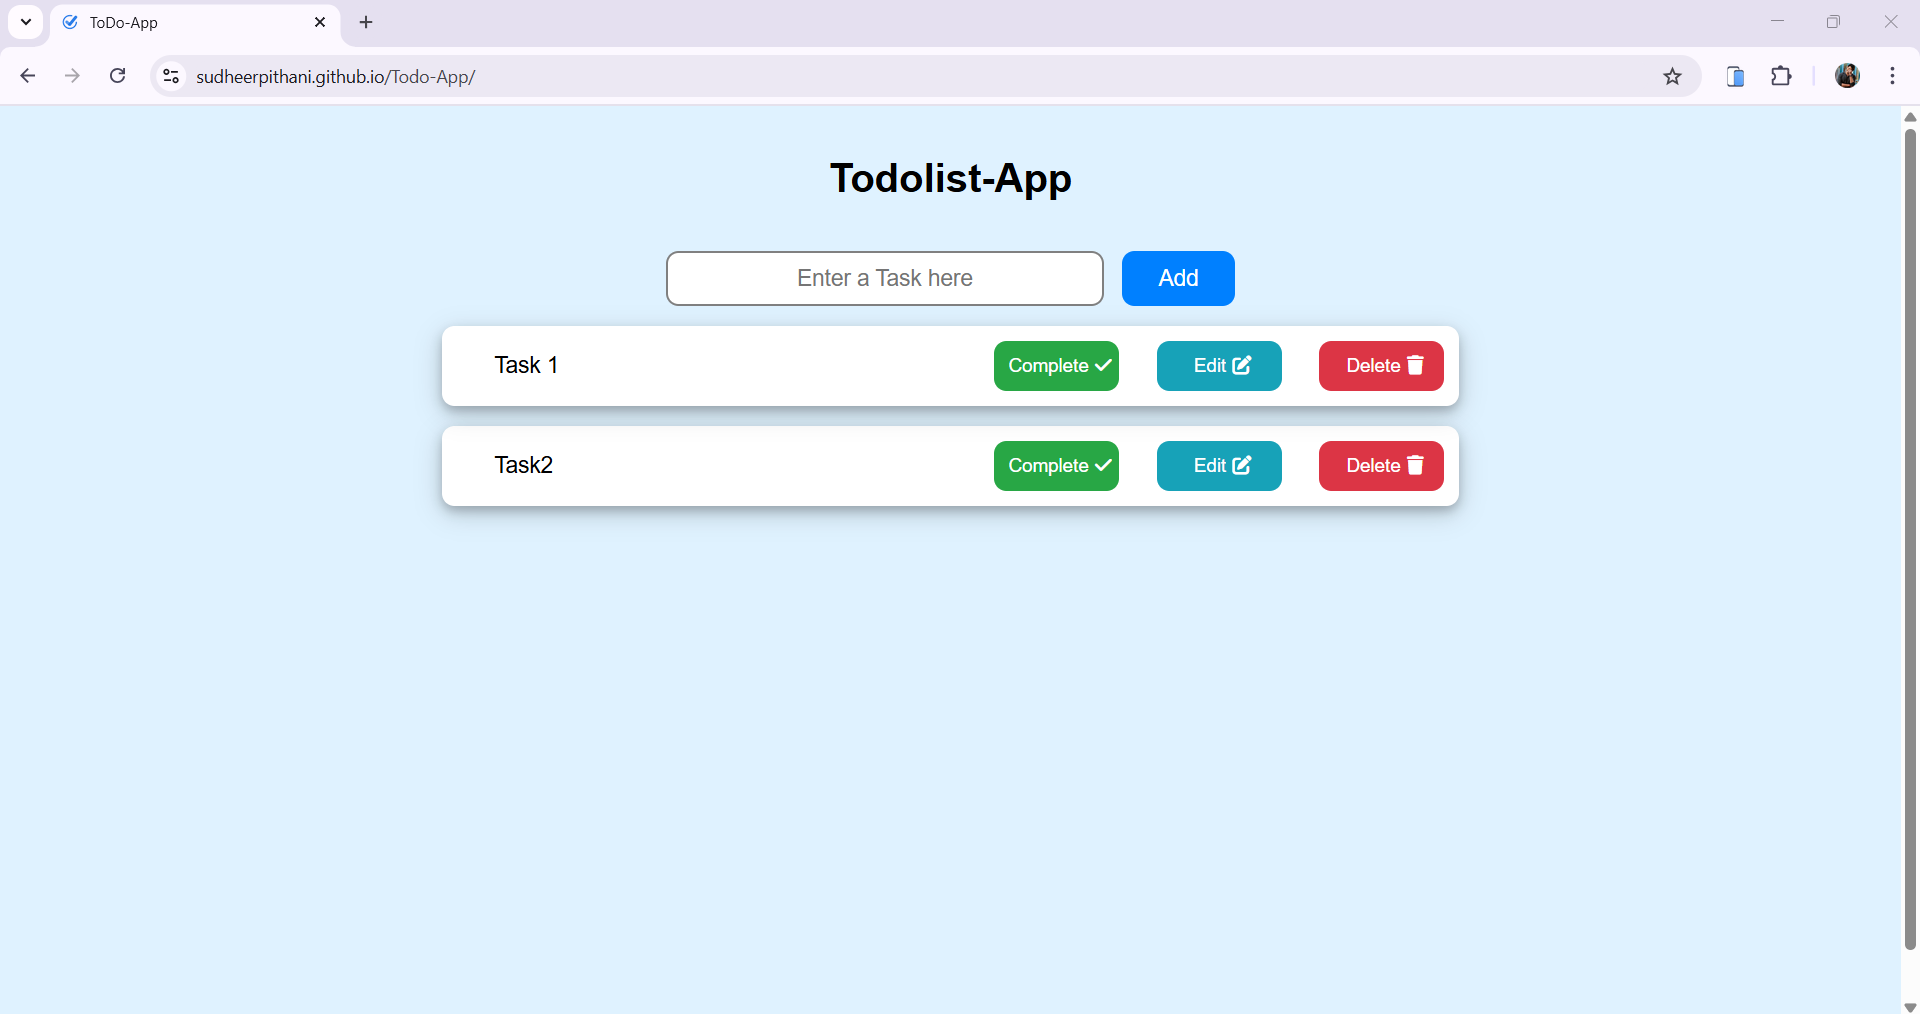 ToDo-App
sudheerpithani.github.io/Todo-App/
Todolist-App
Enter a Task here Add
Task 1 Complete Edit Delete
Task2 Complete Edit Delete